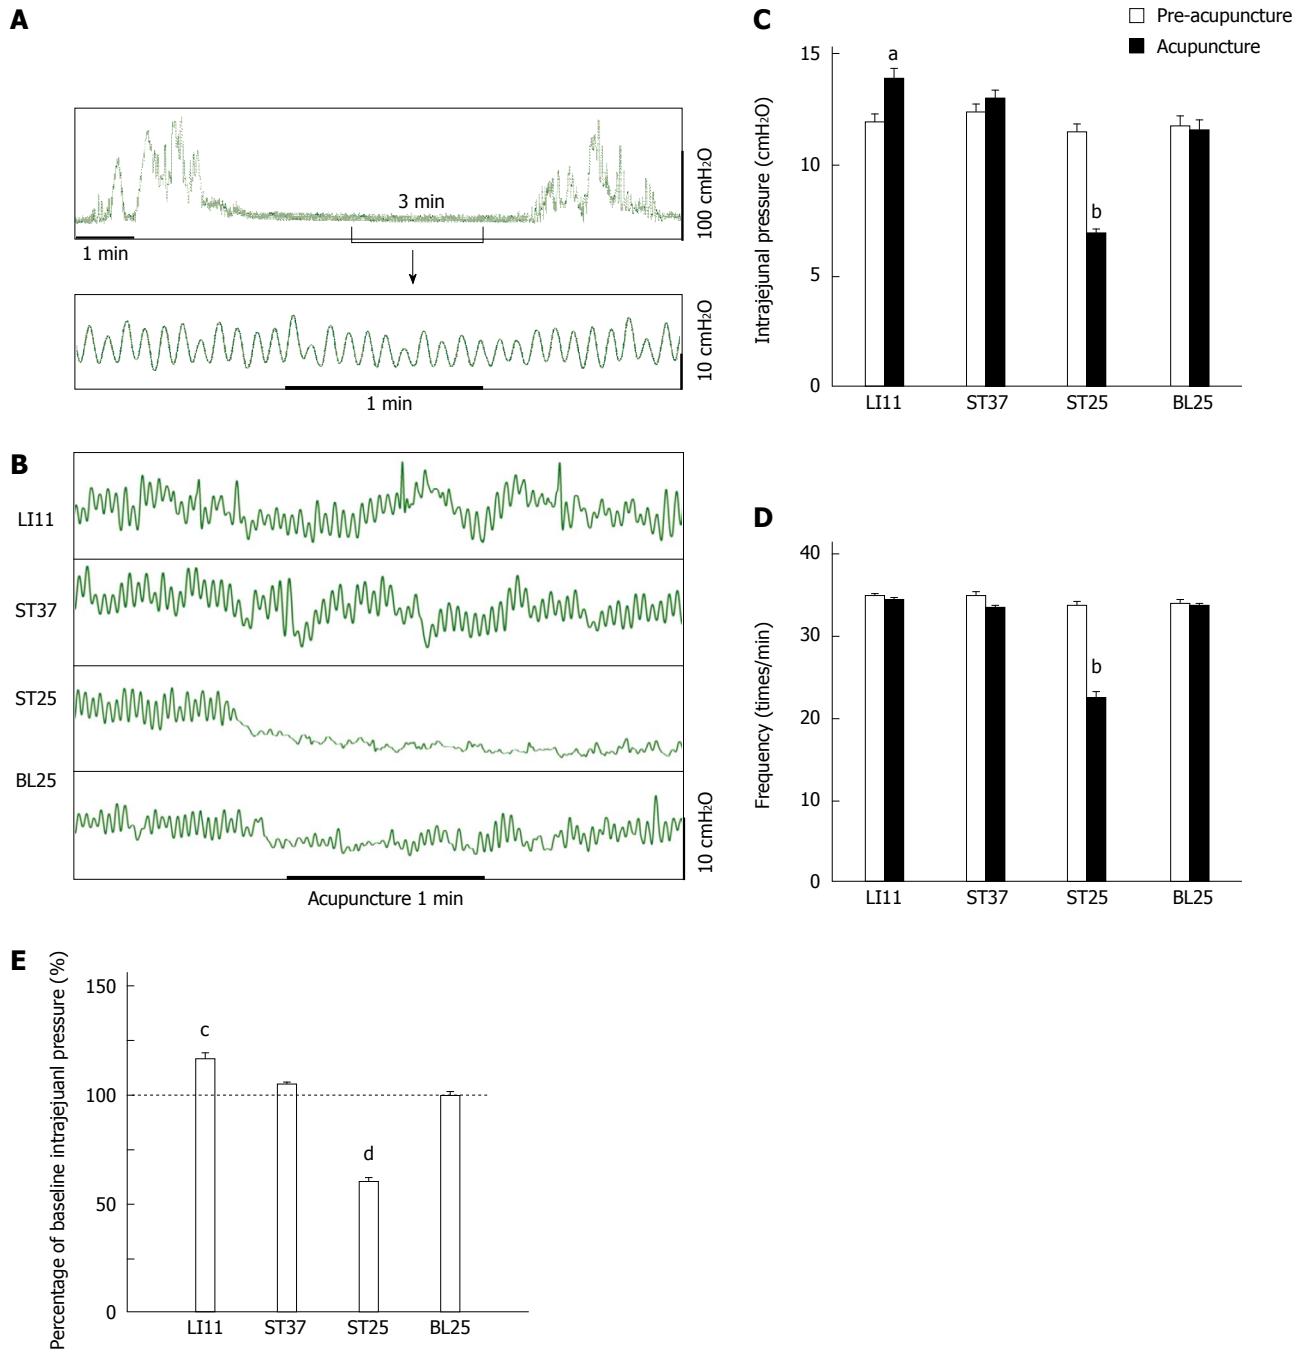 A
3 min
1 min
100 cmH₂O
10 cmH₂O
1 min
B
LI11
ST37
ST25
BL25
10 cmH₂O
Acupuncture 1 min
C
Pre-acupuncture
Acupuncture
Intrajejunal pressure (cmH₂O)
15
10
5
0
a
b
LI11 ST37 ST25 BL25
D
Frequency (times/min)
40
30
20
10
0
b
LI11 ST37 ST25 BL25
E
Percentage of baseline intrajejuanl pressure (%)
150
100
50
0
c
d
LI11 ST37 ST25 BL25